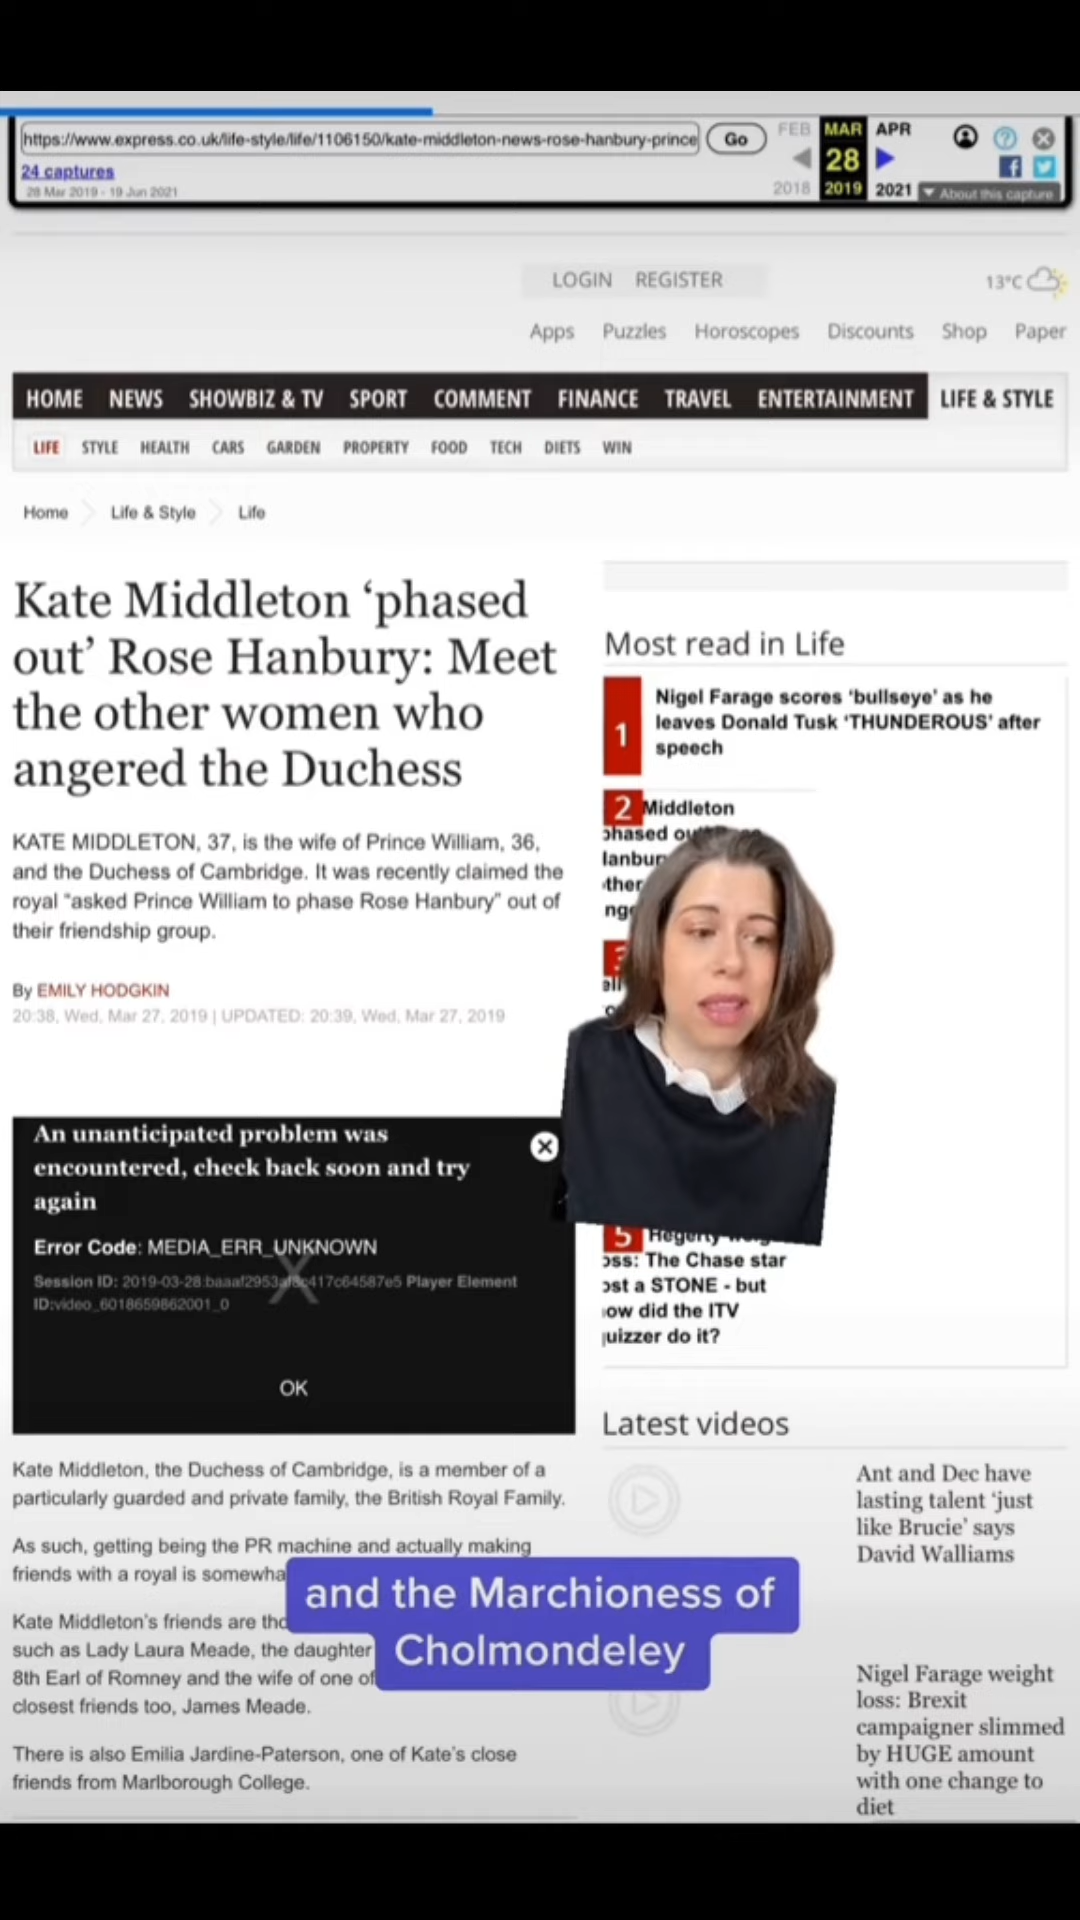 https://www.express.co.uk/life-style/life/1106150/kate-middleton-news-rose-hanbury-prince
Go
FEB MAR APR
28
2018 2019 2021
24 captures
28 Mar 2019 - 19 Jun 2021
f
About this capture
LOGIN REGISTER
13°C
Apps Puzzles Horoscopes Discounts Shop Paper
HOME NEWS SHOWBIZ & TV SPORT COMMENT FINANCE TRAVEL ENTERTAINMENT LIFE & STYLE
LIFE STYLE HEALTH CARS GARDEN PROPERTY FOOD TECH DIETS WIN
Home Life & Style Life
Kate Middleton ‘phased
out’ Rose Hanbury: Meet
the other women who
angered the Duchess
KATE MIDDLETON, 37, is the wife of Prince William, 36,
and the Duchess of Cambridge. It was recently claimed the
royal “asked Prince William to phase Rose Hanbury” out of
their friendship group.
By EMILY HODGKIN
20:38, Wed, Mar 27, 2019 | UPDATED: 20:39, Wed, Mar 27, 2019
An unanticipated problem was
encountered, check back soon and try
again
Error Code: MEDIA_ERR_UNKNOWN
Session ID: 2019-03-28:baaaf2953 417c64587e5 Player Element
ID:video_6018659862001_0
OK
Kate Middleton, the Duchess of Cambridge, is a member of a
particularly guarded and private family, the British Royal Family.
As such, getting being the PR machine and actually making
friends with a royal is somewha
Kate Middleton’s friends are tho
such as Lady Laura Meade, the daughter
8th Earl of Romney and the wife of one of
closest friends too, James Meade.
There is also Emilia Jardine-Paterson, one of Kate’s close
friends from Marlborough College.
Most read in Life
1
Nigel Farage scores ‘bullseye’ as he
leaves Donald Tusk ‘THUNDEROUS’ after
speech
2
Middleton
phased
5
oss: The Chase star
ost a STONE - but
ow did the ITV
quizzer do it?
Latest videos
Ant and Dec have
lasting talent ‘just
like Brucie’ says
David Walliams
Nigel Farage weight
loss: Brexit
campaigner slimmed
by HUGE amount
with one change to
diet
and the Marchioness of
Cholmondeley